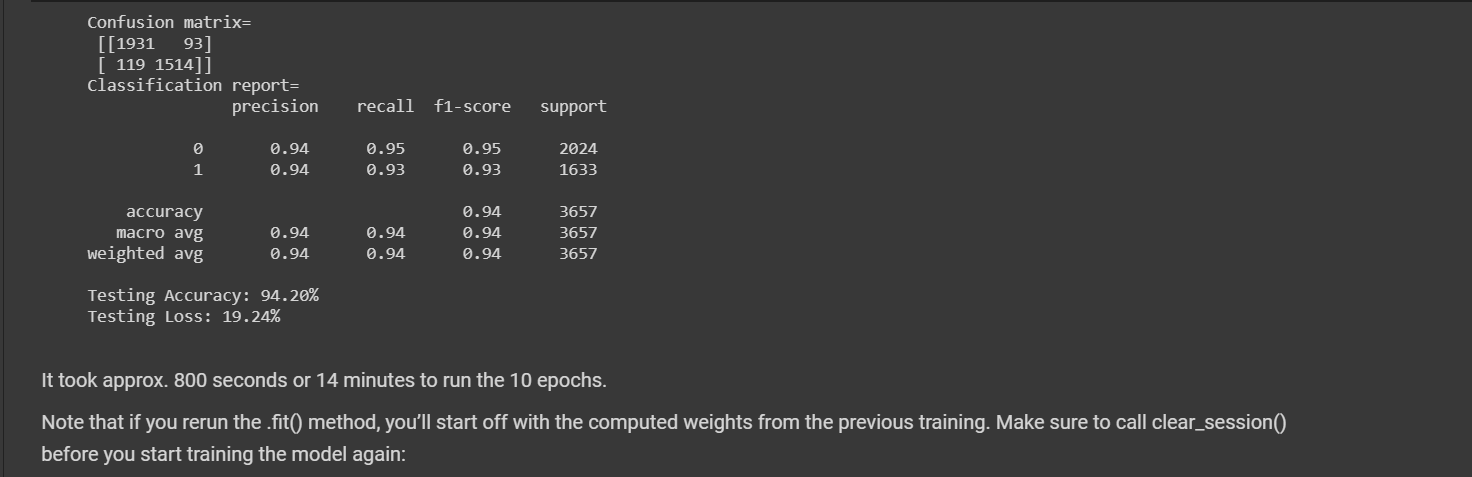 Confusion matrix=
[[1931 93]
[ 119 1514]]
Classification report=
precision recall f1-score support
0 0.94 0.95 0.95 2024
1 0.94 0.93 0.93 1633
accuracy 0.94 3657
macro avg 0.94 0.94 0.94 3657
weighted avg 0.94 0.94 0.94 3657
Testing Accuracy: 94.20%
Testing Loss: 19.24%
It took approx. 800 seconds or 14 minutes to run the 10 epochs.
Note that if you rerun the .fit() method, you’ll start off with the computed weights from the previous training. Make sure to call clear_session()
before you start training the model again: